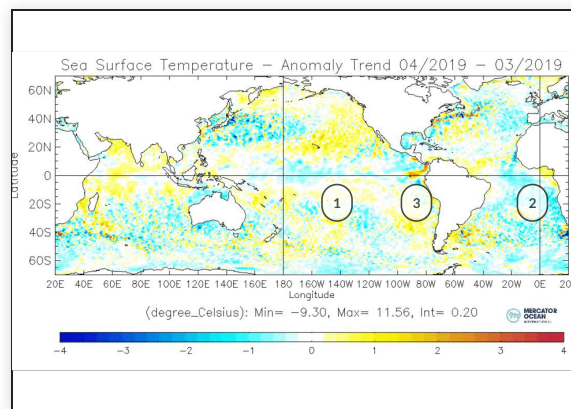 Sea Surface Temperature – Anomaly Trend 04/2019 – 03/2019
60N
40N
20N
0
20S
40S
60S
Latitude
1
3
2
20E 40E 60E 80E 100E 120E 140E 160E 180 160W 140W 120W 100W 80W 60W 40W 20W 0E 20E
Longitude
(degree_Celsius): Min= −9.30, Max= 11.56, Int= 0.20
MERCATOR
OCEAN
INTERNATIONAL
−4 −3 −2 −1 0 1 2 3 4